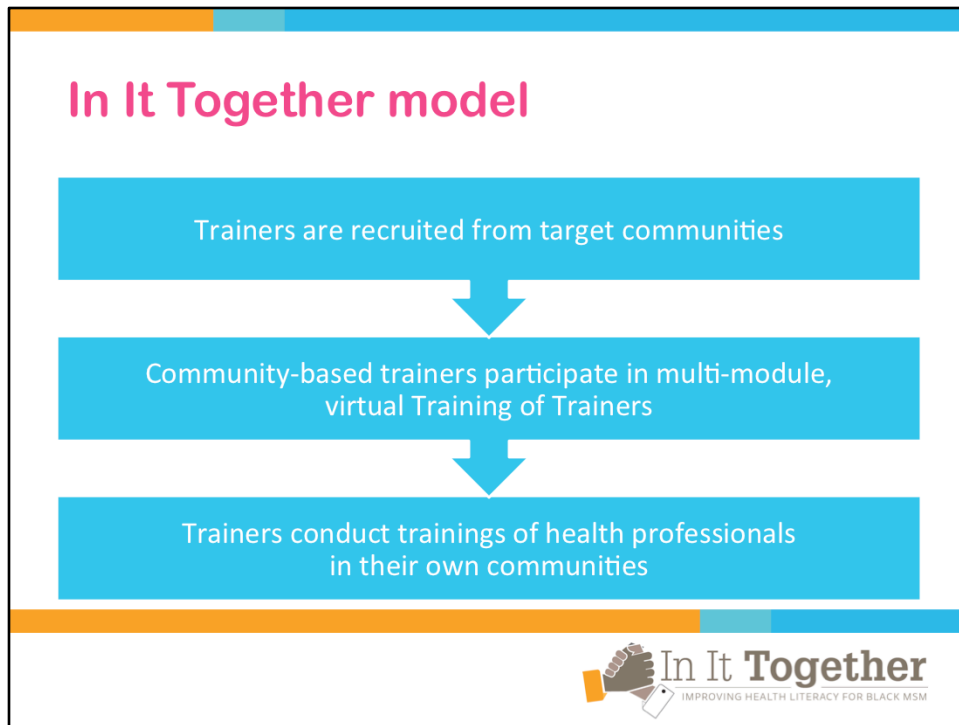 In It Together model
Trainers are recruited from target communities
Community-based trainers participate in multi-module,
virtual Training of Trainers
Trainers conduct trainings of health professionals
in their own communities
In It Together
IMPROVING HEALTH LITERACY FOR BLACK MSM